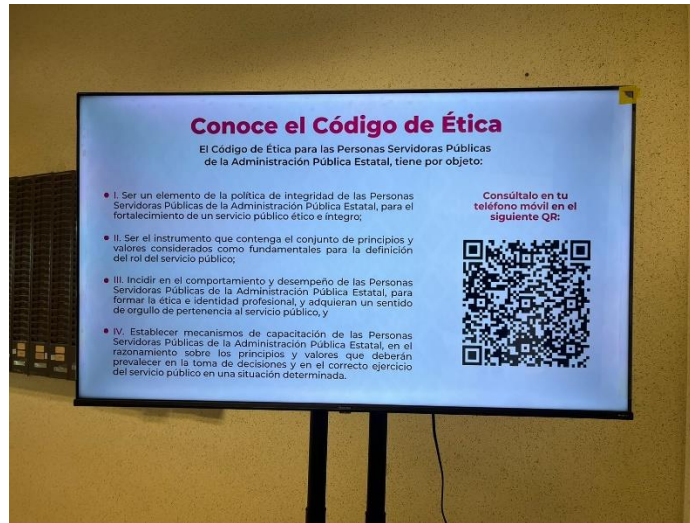 Conoce el Código de Ética
El Código de Ética para las Personas Servidoras Públicas
de la Administración Pública Estatal, tiene por objeto:
• I. Ser un elemento de la política de integridad de las Personas
Servidoras Públicas de la Administración Pública Estatal, para el
fortalecimiento de un servicio público ético e íntegro;
• II. Ser el instrumento que contenga el conjunto de principios y
valores considerados como fundamentales para la definición
del rol del servicio público;
• III. Incidir en el comportamiento y desempeño de las Personas
Servidoras Públicas de la Administración Pública Estatal, para
formar la ética e identidad profesional, y adquieran un sentido
de orgullo de pertenencia al servicio público, y
• IV. Establecer mecanismos de capacitación de las Personas
Servidoras Públicas de la Administración Pública Estatal, en el
razonamiento sobre los principios y valores que deberán
prevalecer en la toma de decisiones y en el correcto ejercicio
del servicio público en una situación determinada.
Consúltalo en tu
teléfono móvil en el
siguiente QR: